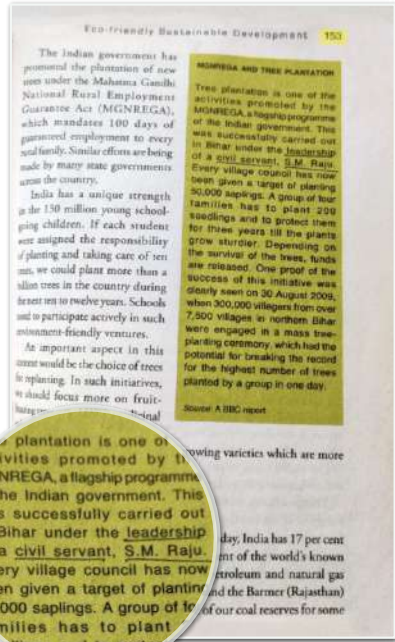 Eco-friendly Sustainable Development 153
The Indian government has
promoted the plantation of new
trees under the Mahatma Gandhi
National Rural Employment
Guarantee Act (MGNREGA),
which mandates 100 days of
guaranteed employment to every
rural family. Similar efforts are being
made by many state governments
across the country.
India has a unique strength
in the 150 million young school-
going children. If each student
were assigned the responsibility
of planting and taking care of ten
trees, we could plant more than a
billion trees in the country during
the next ten to twelve years. Schools
need to participate actively in such
environment-friendly ventures.
An important aspect in this
would be the choice of trees
for replanting. In such initiatives,
we should focus more on fruit-
MGNREGA AND TREE PLANTATION
Tree plantation is one of the
activities promoted by the
MGNREGA, a flagship programme
of the Indian government. This
was successfully carried out
in Bihar under the leadership
of a civil servant, S.M. Raju.
Every village council has now
been given a target of planting
50,000 saplings. A group of four
families has to plant 200
seedlings and to protect them
for three years till the plants
grow sturdier. Depending on
the survival of the trees, funds
are released. One proof of the
success of this initiative was
clearly seen on 30 August 2009,
when 300,000 villagers from over
7,500 villages in northern Bihar
were engaged in a mass tree-
planting ceremony, which had the
potential for breaking the record
for the highest number of trees
planted by a group in one day.
Source: A BBC report
owing varieties which are more
day, India has 17 per cent
ent of the world's known
etroleum and natural gas
nd the Barmer (Rajasthan)
of our coal reserves for some
plantation is one of
ivities promoted by th
NREGA, a flagship programme
he Indian government. This
s successfully carried out
Bihar under the leadership
a civil servant, S.M. Raju.
ery village council has now
en given a target of planting
000 saplings. A group of fo
milies has to plant